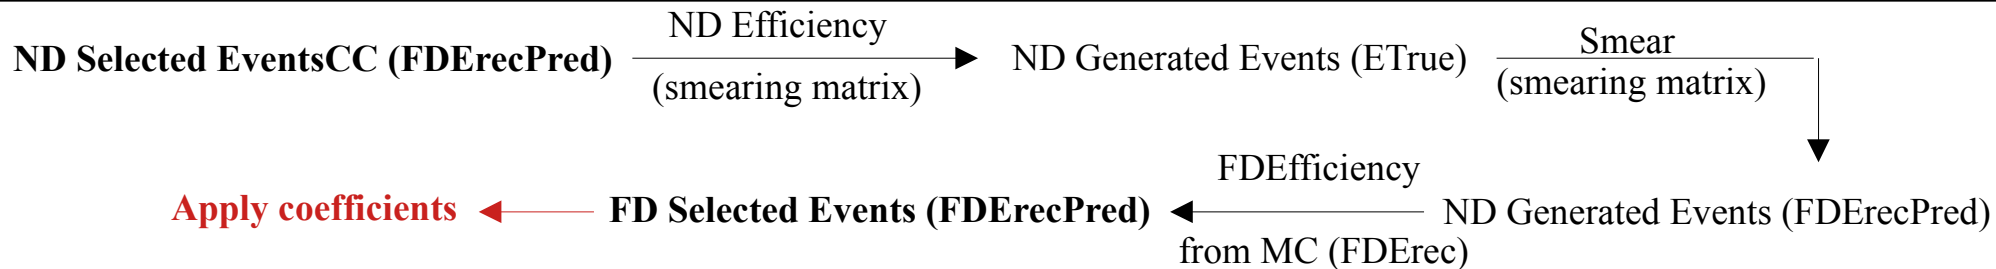 ND Selected EventsCC (FDErecPred)
ND Efficiency
(smearing matrix)
ND Generated Events (ETrue)
Smear
(smearing matrix)
ND Generated Events (FDErecPred)
FDEfficiency
from MC (FDErec)
FD Selected Events (FDErecPred)
Apply coefficients